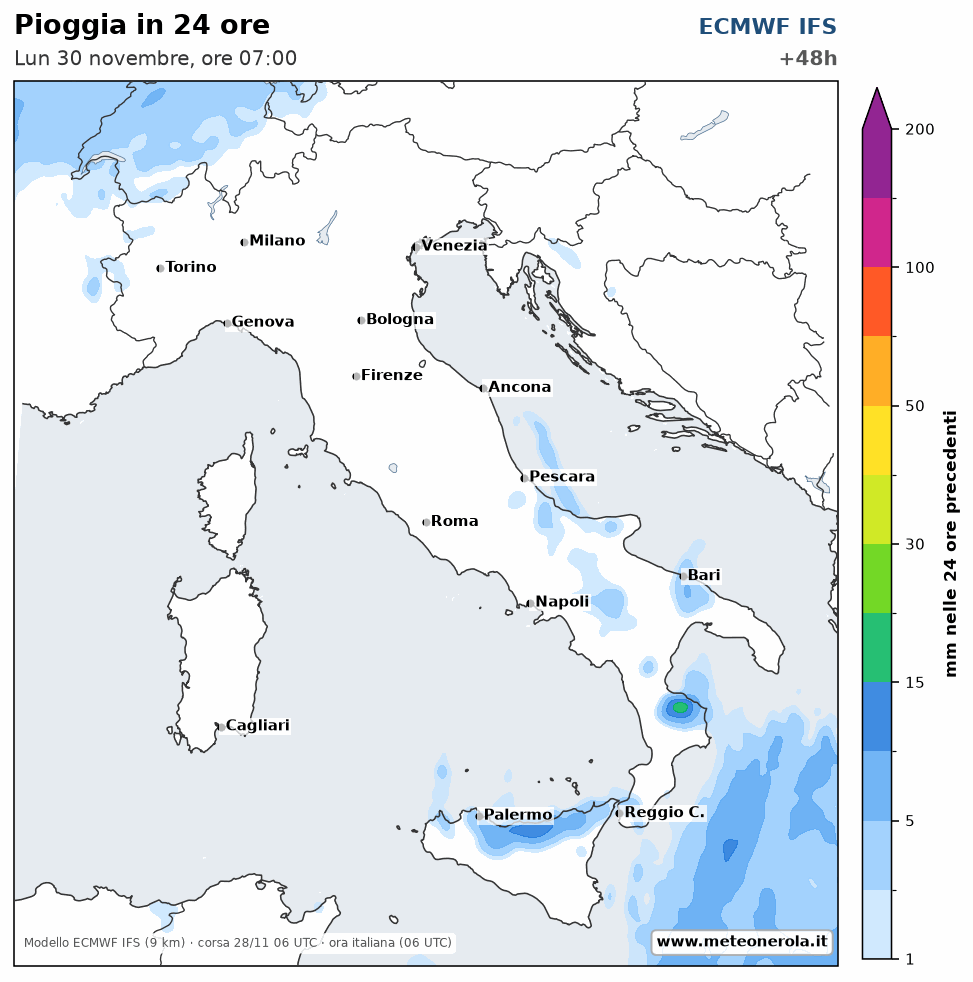 Pioggia in 24 ore
ECMWF IFS
Lun 30 novembre, ore 07:00
+48h
Milano
Venezia
Torino
Genova
Bologna
Firenze
Ancona
Pescara
Roma
Bari
Napoli
Cagliari
Palermo
Reggio C.
200
100
50
30
15
5
1
mm nelle 24 ore precedenti
Modello ECMWF IFS (9 km) · corsa 28/11 06 UTC · ora italiana (06 UTC)
www.meteonerola.it